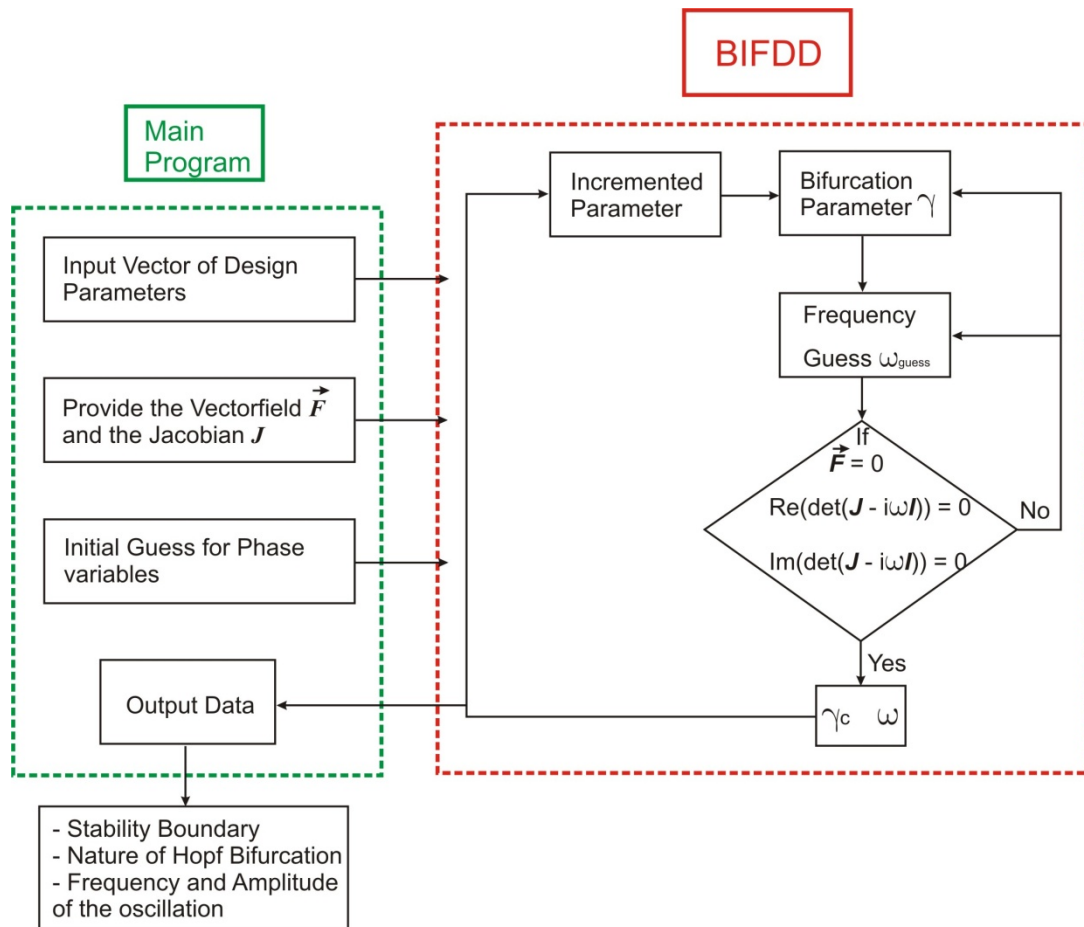 BIFDD
Main
Program
Incremented
Parameter
Bifurcation
Parameter γ
Input Vector of Design
Parameters
Frequency
Guess ω_guess
Provide the Vectorfield F⃗
and the Jacobian J
If
F⃗ = 0
Re(det(J - iωI)) = 0
No
Im(det(J - iωI)) = 0
Initial Guess for Phase
variables
Yes
Output Data
γc ω
- Stability Boundary
- Nature of Hopf Bifurcation
- Frequency and Amplitude
of the oscillation